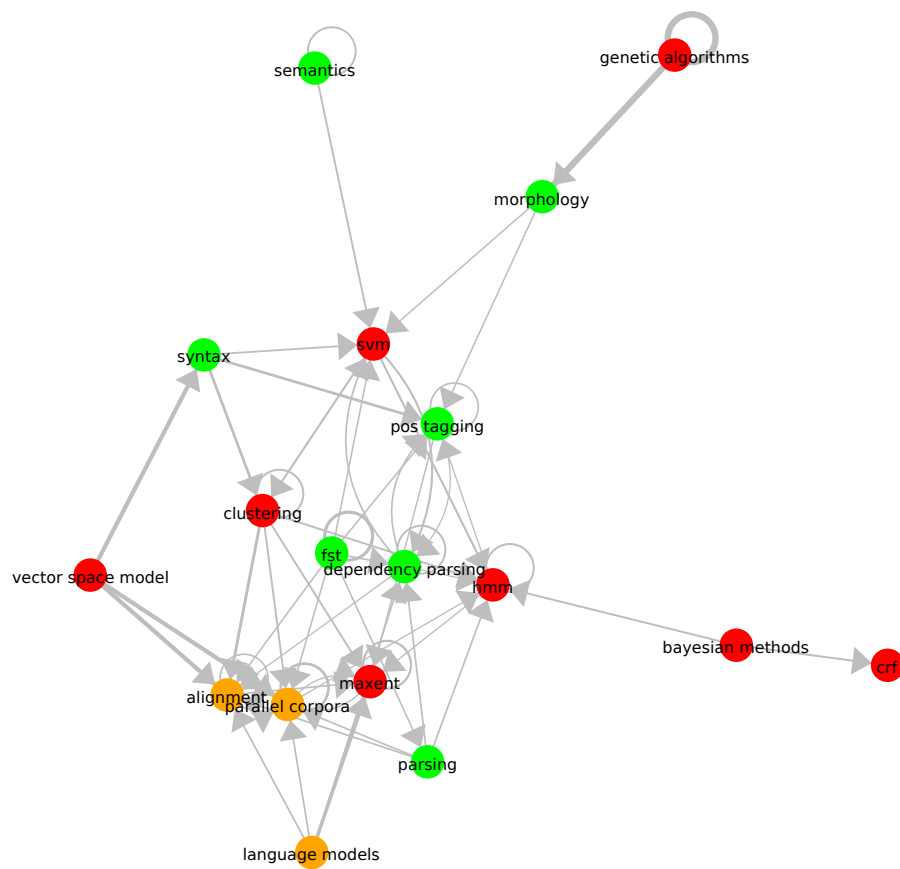 genetic algorithms
semantics
morphology
svm
syntax
pos tagging
clustering
fst
dependency parsing
vector space model
hmm
bayesian methods
crf
maxent
alignment
parallel corpora
parsing
language models